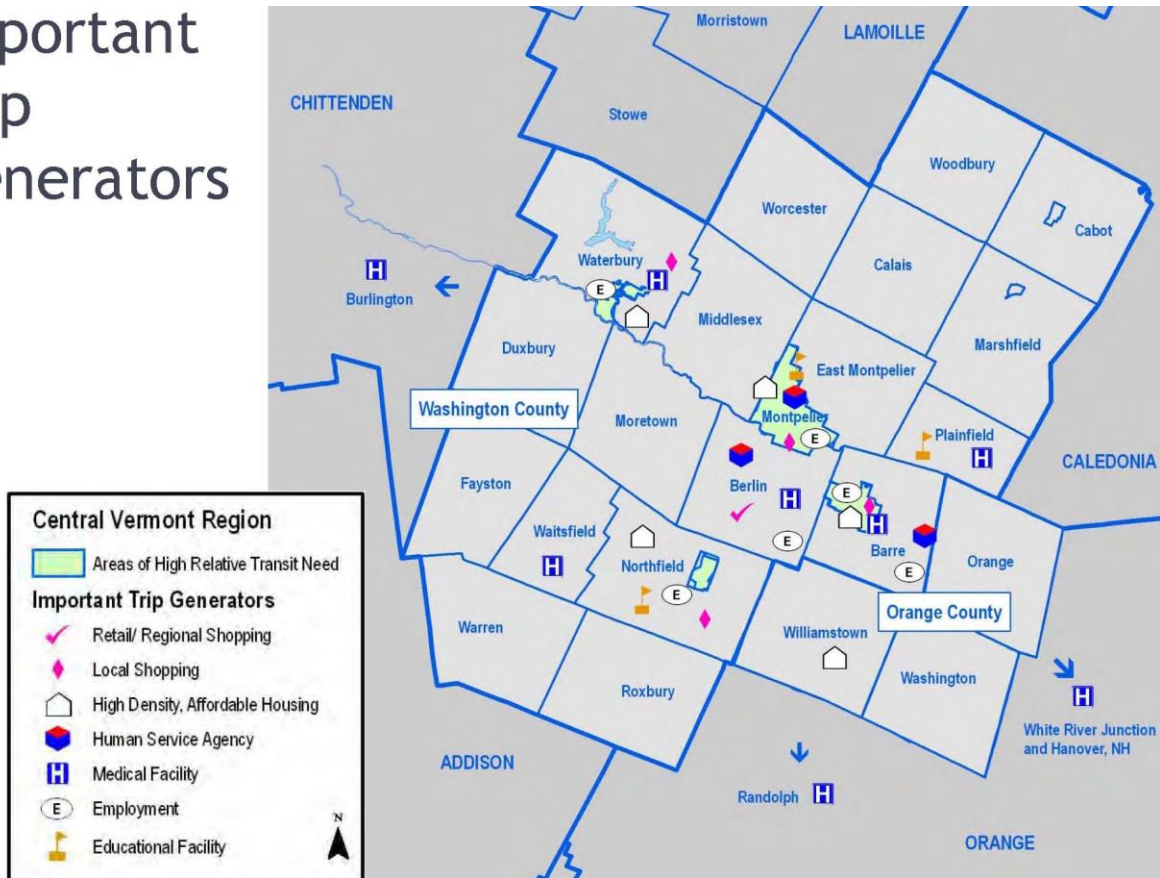 portant
p
enerators
Morristown
LAMOILLE
CHITTENDEN
Stowe
Woodbury
Worcester
Cabot
Calais
Waterbury
H
H
E
Burlington
Middlesex
Marshfield
Duxbury
East Montpelier
Washington County
Montpelier
Moretown
E
Plainfield
H
CALEDONIA
Fayston
Berlin
E
H
H
Waitsfield
E
Barre
Orange
H
Northfield
E
E
Orange County
Warren
Williamstown
Washington
Roxbury
H
White River Junction
and Hanover, NH
ADDISON
Randolph H
ORANGE
Central Vermont Region
Areas of High Relative Transit Need
Important Trip Generators
Retail/ Regional Shopping
Local Shopping
High Density, Affordable Housing
Human Service Agency
H Medical Facility
E Employment
Educational Facility
N